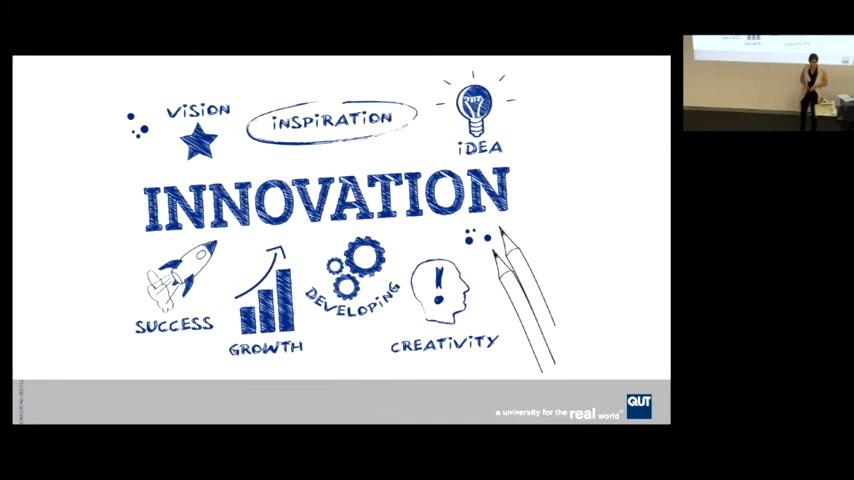 VISION
INSPIRATION
IDEA
INNOVATION
SUCCESS
GROWTH
DEVELOPING
CREATIVITY
a university for the real world
QUT